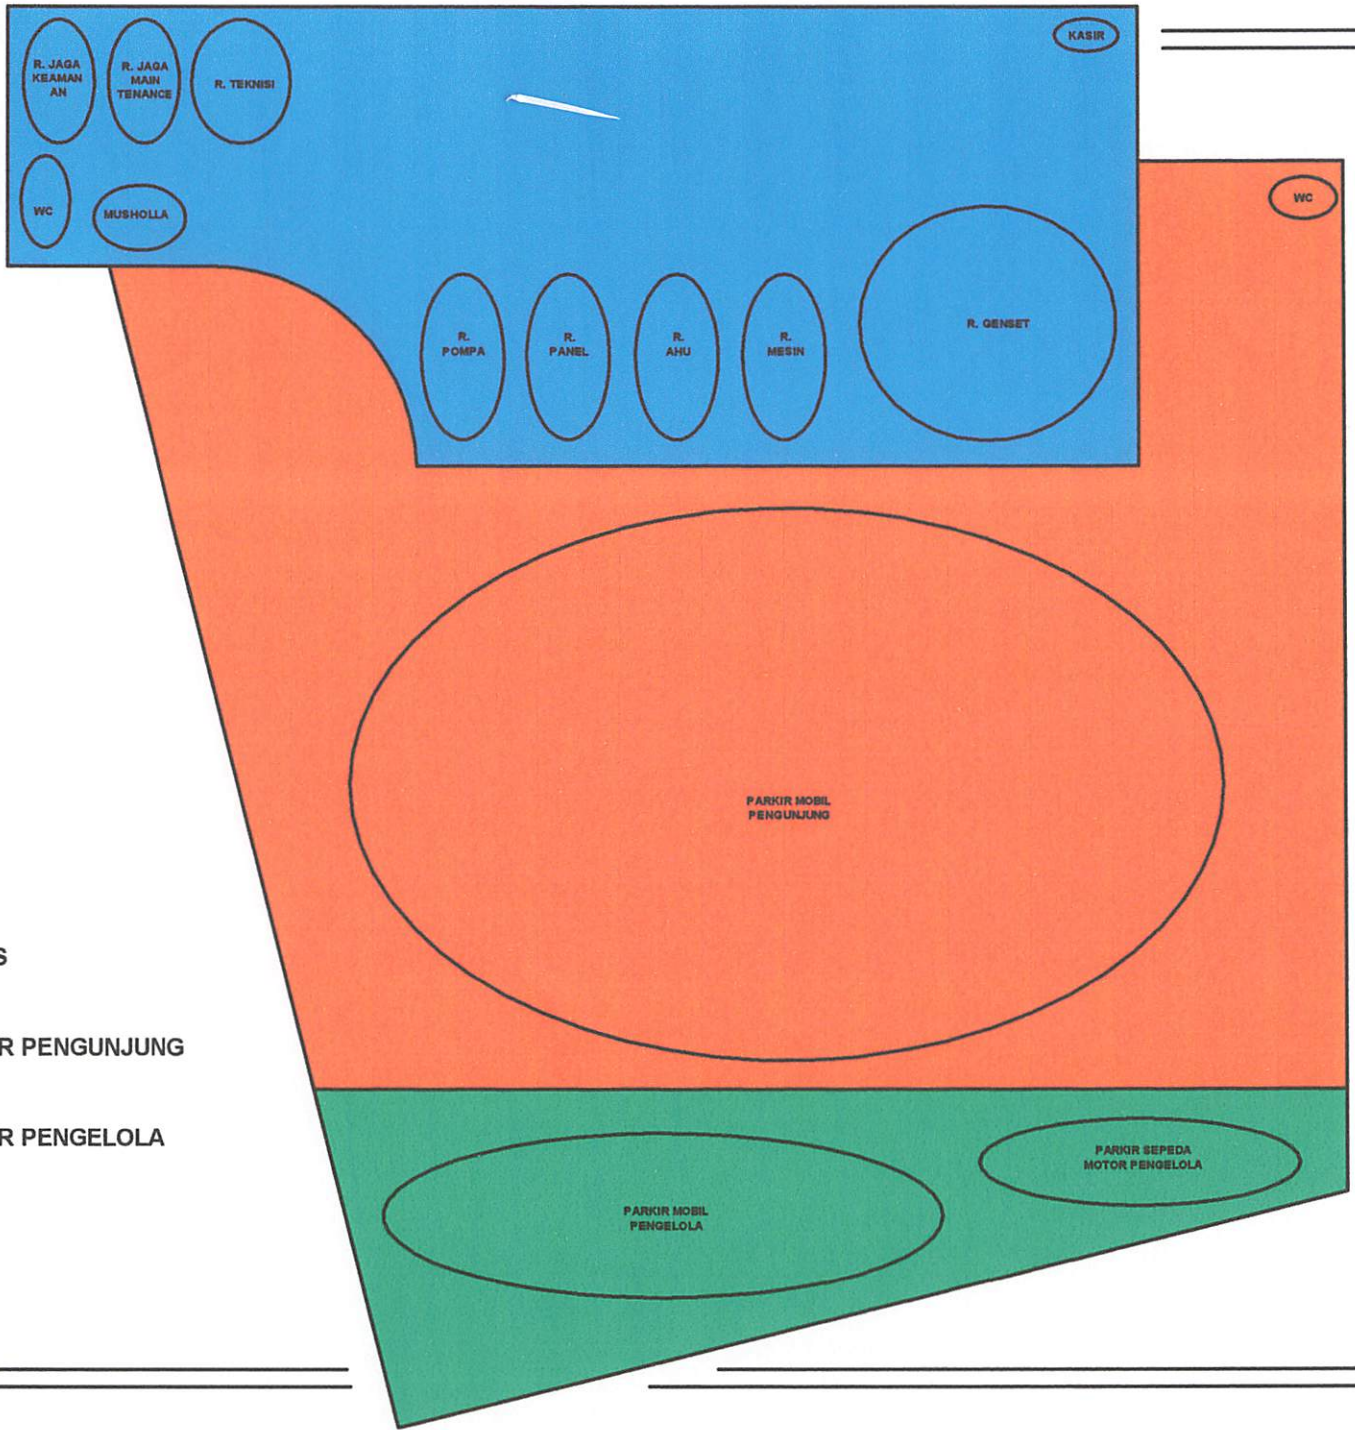 R. JAGA
KEAMAN
AN
R. JAGA
MAIN
TENANCE
R. TEKNISI
KASIR
WC
MUSHOLLA
WC
R.
POMPA
R.
PANEL
R.
AHU
R.
MESIN
R. GENSET
PARKIR MOBIL
PENGUNJUNG
S
R PENGUNJUNG
R PENGELOLA
PARKIR SEPEDA
MOTOR PENGELOLA
PARKIR MOBIL
PENGELOLA